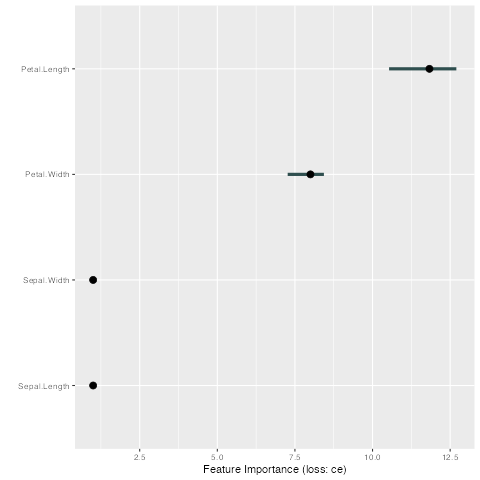 Petal.Length
Petal.Width
Sepal.Width
Sepal.Length
2.5 5.0 7.5 10.0 12.5
Feature Importance (loss: ce)